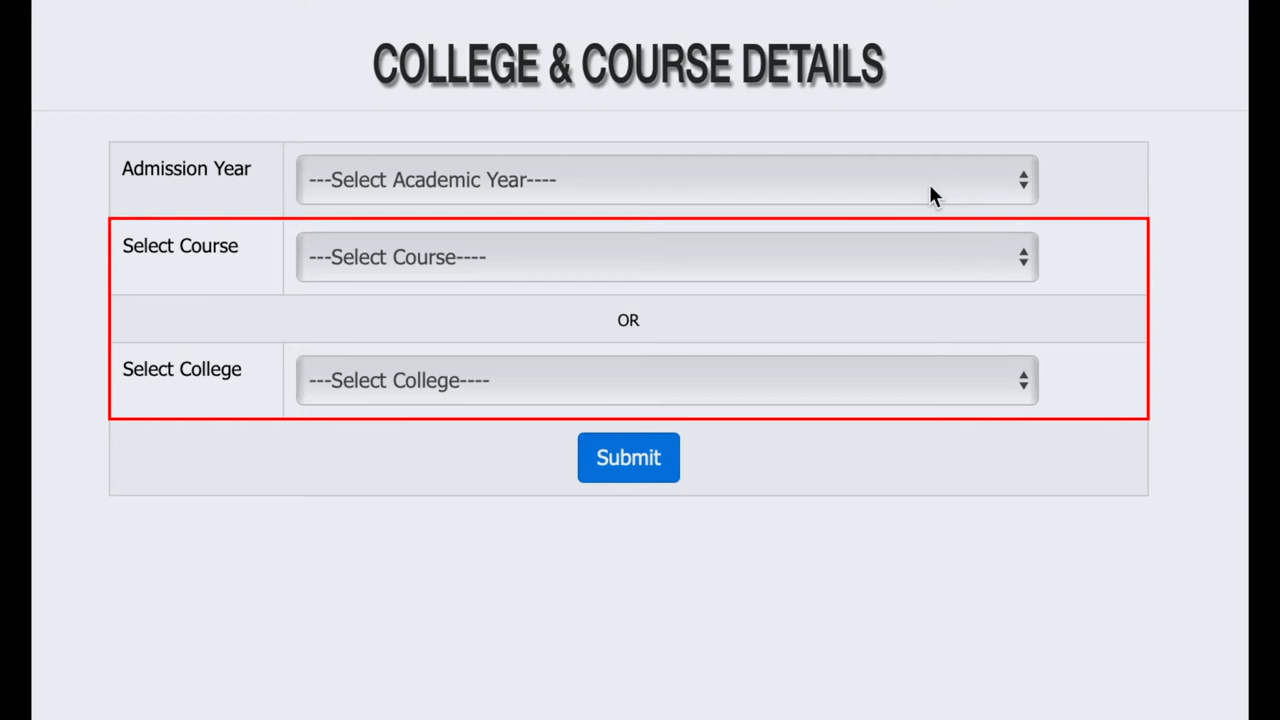 COLLEGE & COURSE DETAILS
Admission Year
---Select Academic Year----
Select Course
---Select Course----
OR
Select College
---Select College----
Submit